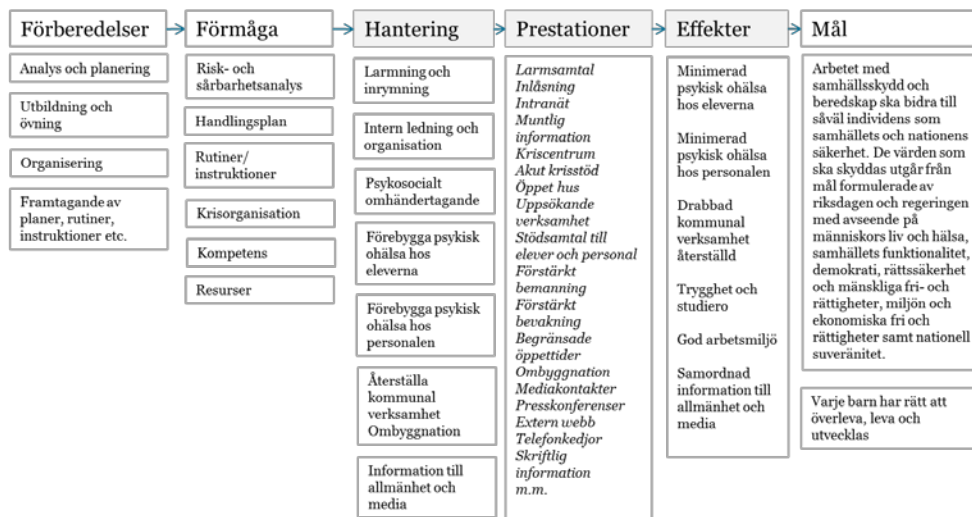 Förberedelser
Analys och planering
Utbildning och
övning
Organisering
Framtagande av
planer, rutiner,
instruktioner etc.
Förmåga
Risk- och
sårbarhetsanalys
Handlingsplan
Rutiner/
instruktioner
Krisorganisation
Kompetens
Resurser
Hantering
Larmning och
inrymning
Intern ledning och
organisation
Psykosocialt
omhändertagande
Förebygga psykisk
ohälsa hos
eleverna
Förebygga psykisk
ohälsa hos
personalen
Återställa
kommunal
verksamhet
Ombyggnation
Information till
allmänhet och
media
Prestationer
Larmsamtal
Inlåsning
Intranät
Muntlig
information
Kriscentrum
Akut krisstöd
Öppet hus
Uppsökande
verksamhet
Stödsamtal till
elever och personal
Förstärkt
bemanning
Förstärkt
bevakning
Begränsade
öppettider
Ombyggnation
Mediakontakter
Presskonferenser
Extern webb
Telefonkedjor
Skriftlig
information
m.m.
Effekter
Minimerad
psykisk ohälsa
hos eleverna
Minimerad
psykisk ohälsa
hos personalen
Drabbad
kommunal
verksamhet
återställd
Trygghet och
studiero
God arbetsmiljö
Samordnad
information till
allmänhet och
media
Mål
Arbetet med
samhällsskydd och
beredskap ska bidra till
såväl individens som
samhällets och nationens
säkerhet. De värden som
ska skyddas utgår från
mål formulerade av
riksdagen och regeringen
med avseende på
människors liv och hälsa,
samhällets funktionalitet,
demokrati, rättssäkerhet
och mänskliga fri- och
rättigheter, miljön och
ekonomiska fri och
rättigheter samt nationell
suveränitet.
Varje barn har rätt att
överleva, leva och
utvecklas